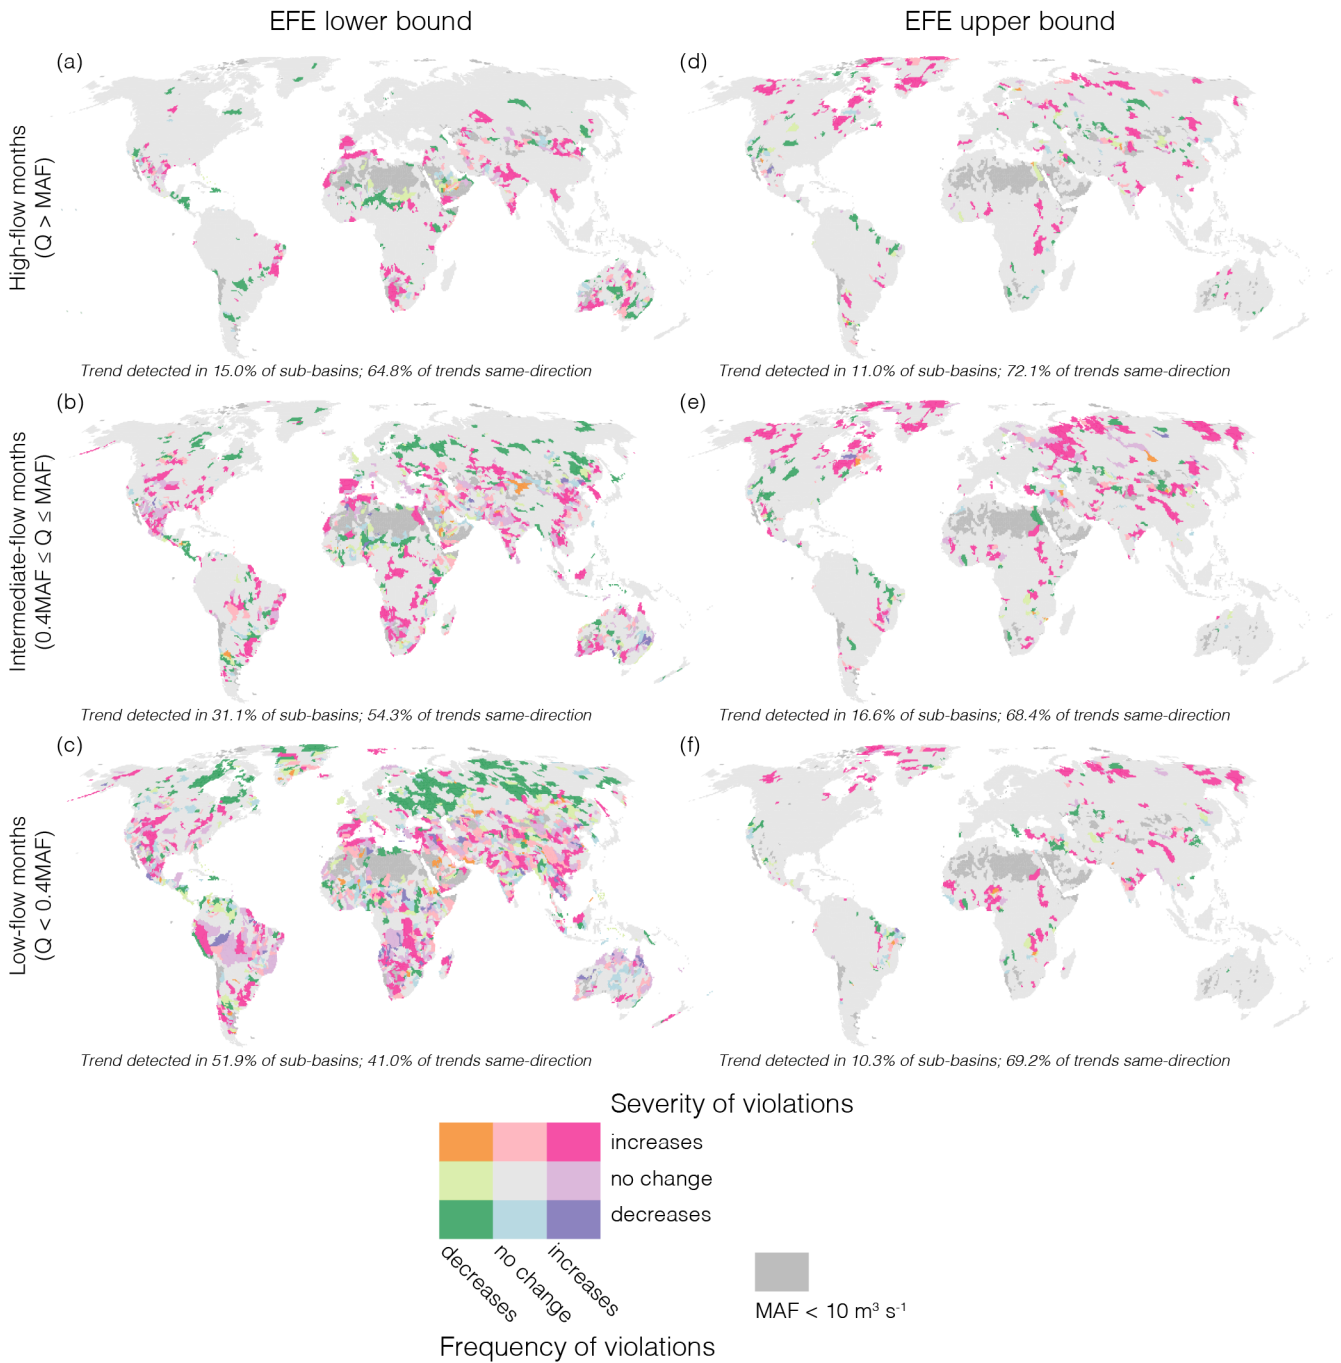 EFE lower bound
EFE upper bound
(a)
(d)
High-flow months
(Q > MAF)
Trend detected in 15.0% of sub-basins; 64.8% of trends same-direction
Trend detected in 11.0% of sub-basins; 72.1% of trends same-direction
(b)
(e)
Intermediate-flow months
(0.4MAF ≤ Q ≤ MAF)
Trend detected in 31.1% of sub-basins; 54.3% of trends same-direction
Trend detected in 16.6% of sub-basins; 68.4% of trends same-direction
(c)
(f)
Low-flow months
(Q < 0.4MAF)
Trend detected in 51.9% of sub-basins; 41.0% of trends same-direction
Trend detected in 10.3% of sub-basins; 69.2% of trends same-direction
Severity of violations
increases
no change
decreases
decreases
no change
increases
Frequency of violations
MAF < 10 m³ s⁻¹